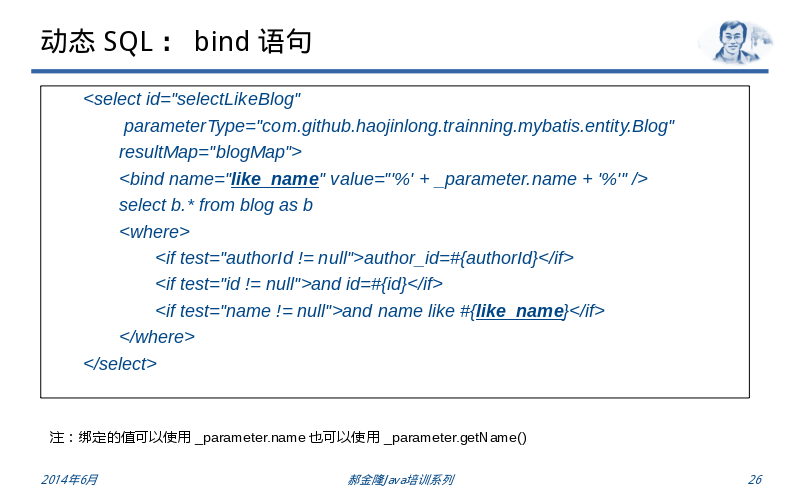 动态 SQL： bind 语句
<select id="selectLikeBlog"
parameterType="com.github.haojinlong.trainning.mybatis.entity.Blog"
resultMap="blogMap">
<bind name="like_name" value="'%' + _parameter.name + '%'" />
select b.* from blog as b
<where>
<if test="authorId != null">author_id=#{authorId}</if>
<if test="id != null">and id=#{id}</if>
<if test="name != null">and name like #{like_name}</if>
</where>
</select>
注：绑定的值可以使用 _parameter.name 也可以使用 _parameter.getName()
2014年6月
郝金隆Java培训系列
26